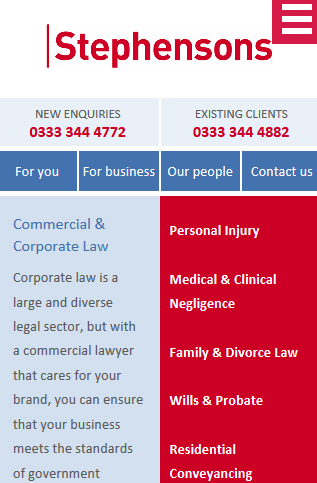 Stephensons
NEW ENQUIRIES
0333 344 4772
EXISTING CLIENTS
0333 344 4882
For you
For business
Our people
Contact us
Commercial &
Corporate Law
Corporate law is a
large and diverse
legal sector, but with
a commercial lawyer
that cares for your
brand, you can ensure
that your business
meets the standards
of government
Personal Injury
Medical & Clinical
Negligence
Family & Divorce Law
Wills & Probate
Residential
Conveyancing